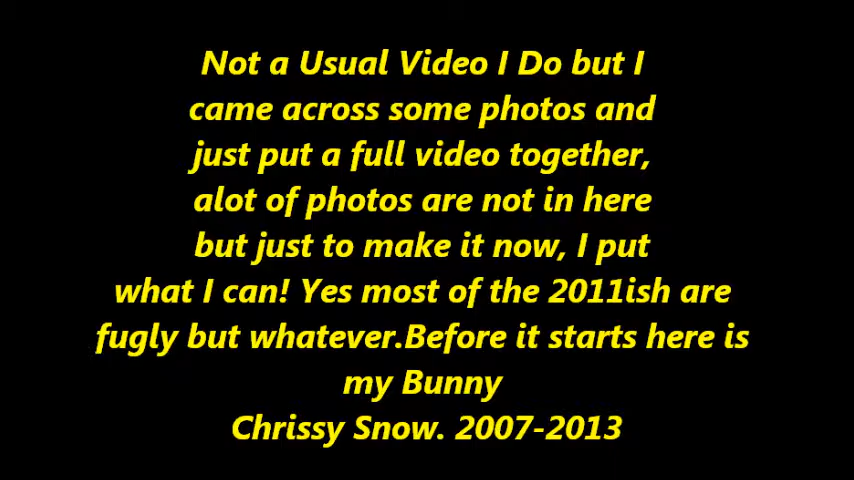 Not a Usual Video I Do but I
came across some photos and
just put a full video together,
alot of photos are not in here
but just to make it now, I put
what I can! Yes most of the 2011ish are
fugly but whatever.Before it starts here is
my Bunny
Chrissy Snow. 2007-2013